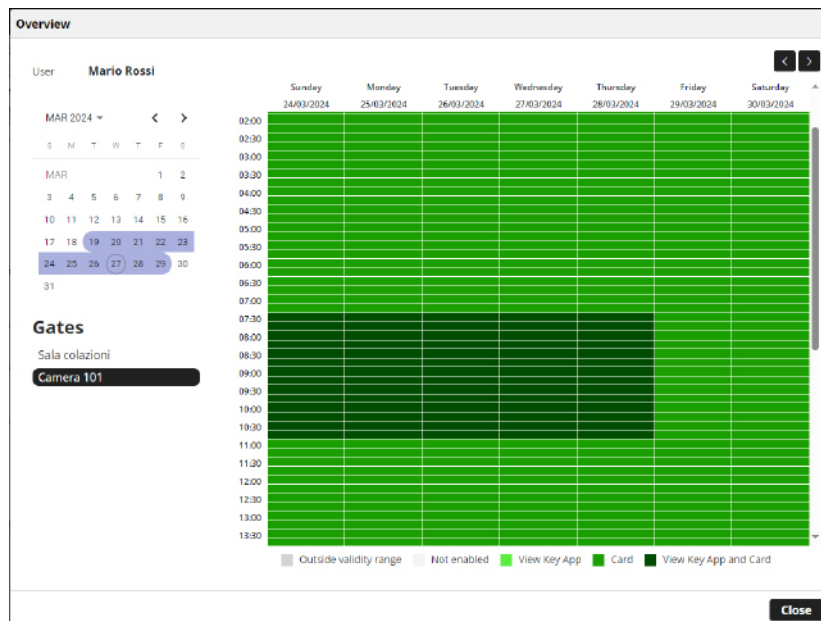 Overview
User Mario Rossi
MAR 2024
S M T W T F S
MAR 1 2
3 4 5 6 7 8 9
10 11 12 13 14 15 16
17 18 19 20 21 22 23
24 25 26 27 28 29 30
31
Gates
Sala colazioni
Camera 101
Sunday Monday Tuesday Wednesday Thursday Friday Saturday
24/03/2024 25/03/2024 26/03/2024 27/03/2024 28/03/2024 29/03/2024 30/03/2024
02:00
02:30
03:00
03:30
04:00
04:30
05:00
05:30
06:00
06:30
07:00
07:30
08:00
08:30
09:00
09:30
10:00
10:30
11:00
11:30
12:00
12:30
13:00
13:30
Outside validity range Not enabled View Key App Card View Key App and Card
Close